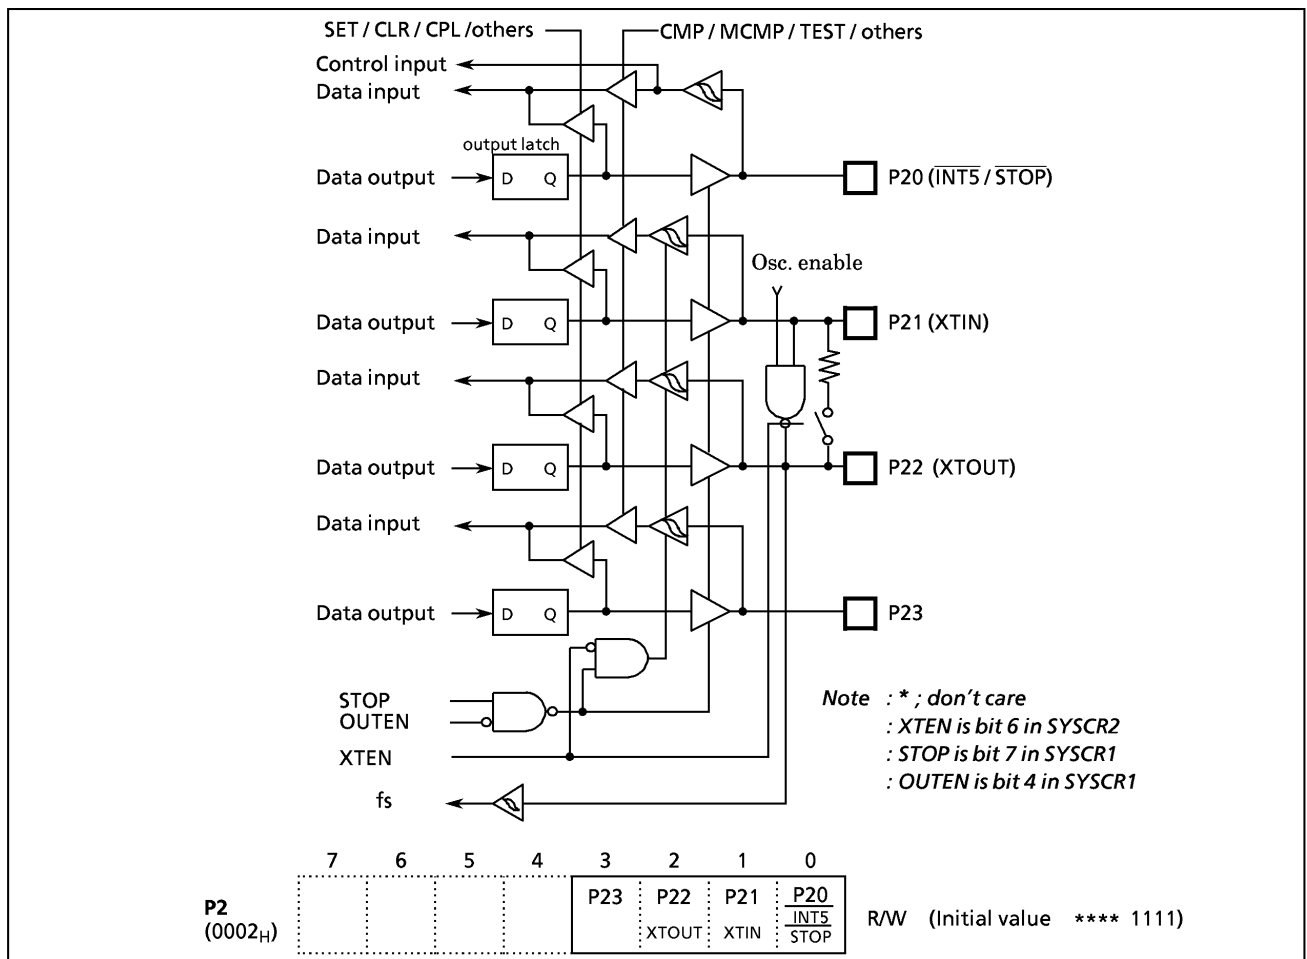 SET / CLR / CPL /others
CMP / MCMP / TEST / others
Control input
Data input
output latch
Data output
D Q
P20 (INT5 / STOP)
Data input
Osc. enable
Data output
D Q
P21 (XTIN)
Data input
Data output
D Q
P22 (XTOUT)
Data input
Data output
D Q
P23
STOP
OUTEN
XTEN
fs
Note : * ; don't care
: XTEN is bit 6 in SYSCR2
: STOP is bit 7 in SYSCR1
: OUTEN is bit 4 in SYSCR1
7 6 5 4 3 2 1 0
P2
(0002H)
P23
P22
XTOUT
P21
XTIN
P20
INT5
STOP
R/W (Initial value **** 1111)